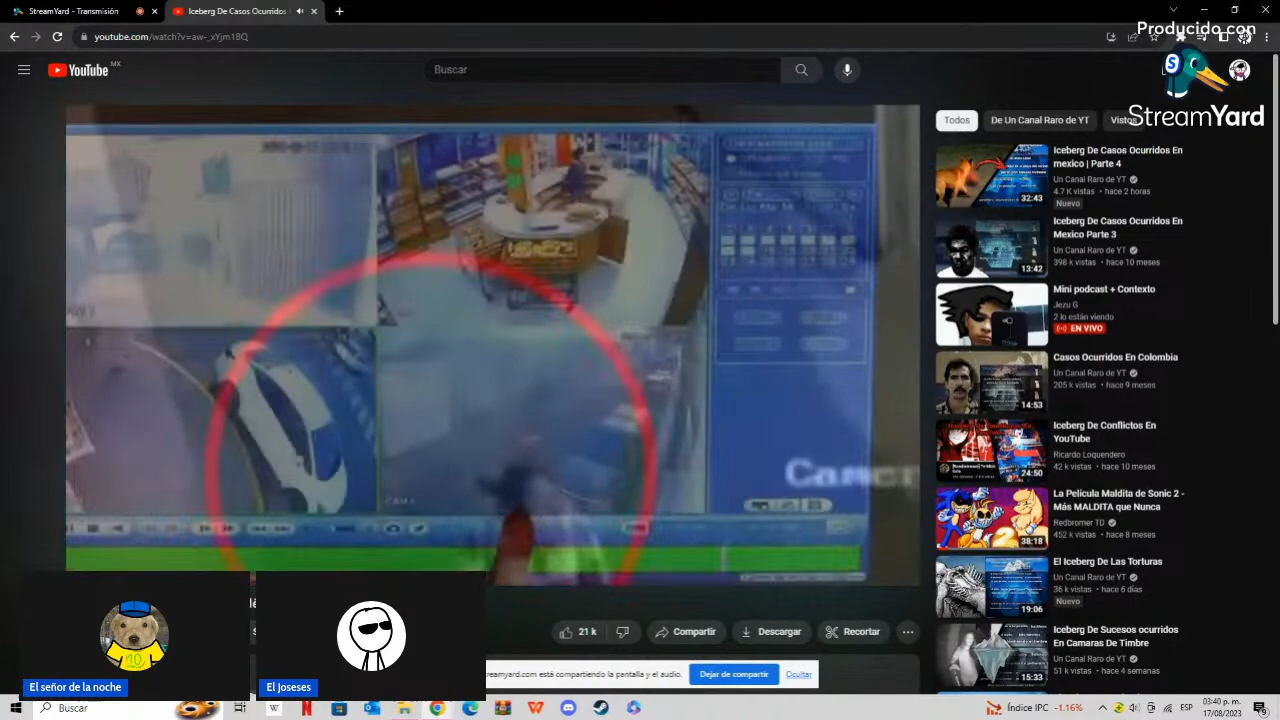 StreamYard - Transmisión
Iceberg De Casos Ocurridos
youtube.com/watch?v=aw-_xYjm18Q
Producido con
StreamYard
YouTube MX
Buscar
Todos
De Un Canal Raro de YT
Vistos
Iceberg De Casos Ocurridos En
mexico | Parte 4
Un Canal Raro de YT
4.7 K vistas • hace 2 horas
Nuevo
32:43
Iceberg De Casos Ocurridos En
Mexico Parte 3
Un Canal Raro de YT
398 k vistas • hace 10 meses
13:42
Mini podcast + Contexto
Jezu G
2 lo están viendo
EN VIVO
Casos Ocurridos En Colombia
Un Canal Raro de YT
205 k vistas • hace 9 meses
14:53
Iceberg De Conflictos En
YouTube
Ricardo Loquendero
42 k vistas • hace 10 meses
24:50
La Película Maldita de Sonic 2 -
Más MALDITA que Nunca
Redbromer TD
452 k vistas • hace 8 meses
38:18
El Iceberg De Las Torturas
Un Canal Raro de YT
36 k vistas • hace 6 días
Nuevo
19:06
Iceberg De Sucesos ocurridos
En Camaras De Timbre
Un Canal Raro de YT
51 k vistas • hace 4 semanas
15:33
CAM 4
Compartir
Descargar
Recortar
10
El señor de la noche
El Joseses
eamyard.com está compartiendo la pantalla y el audio.
Dejar de compartir
Ocultar
Buscar
Índice IPC -1.16%
ESP
03:40 p. m.
17/08/2023